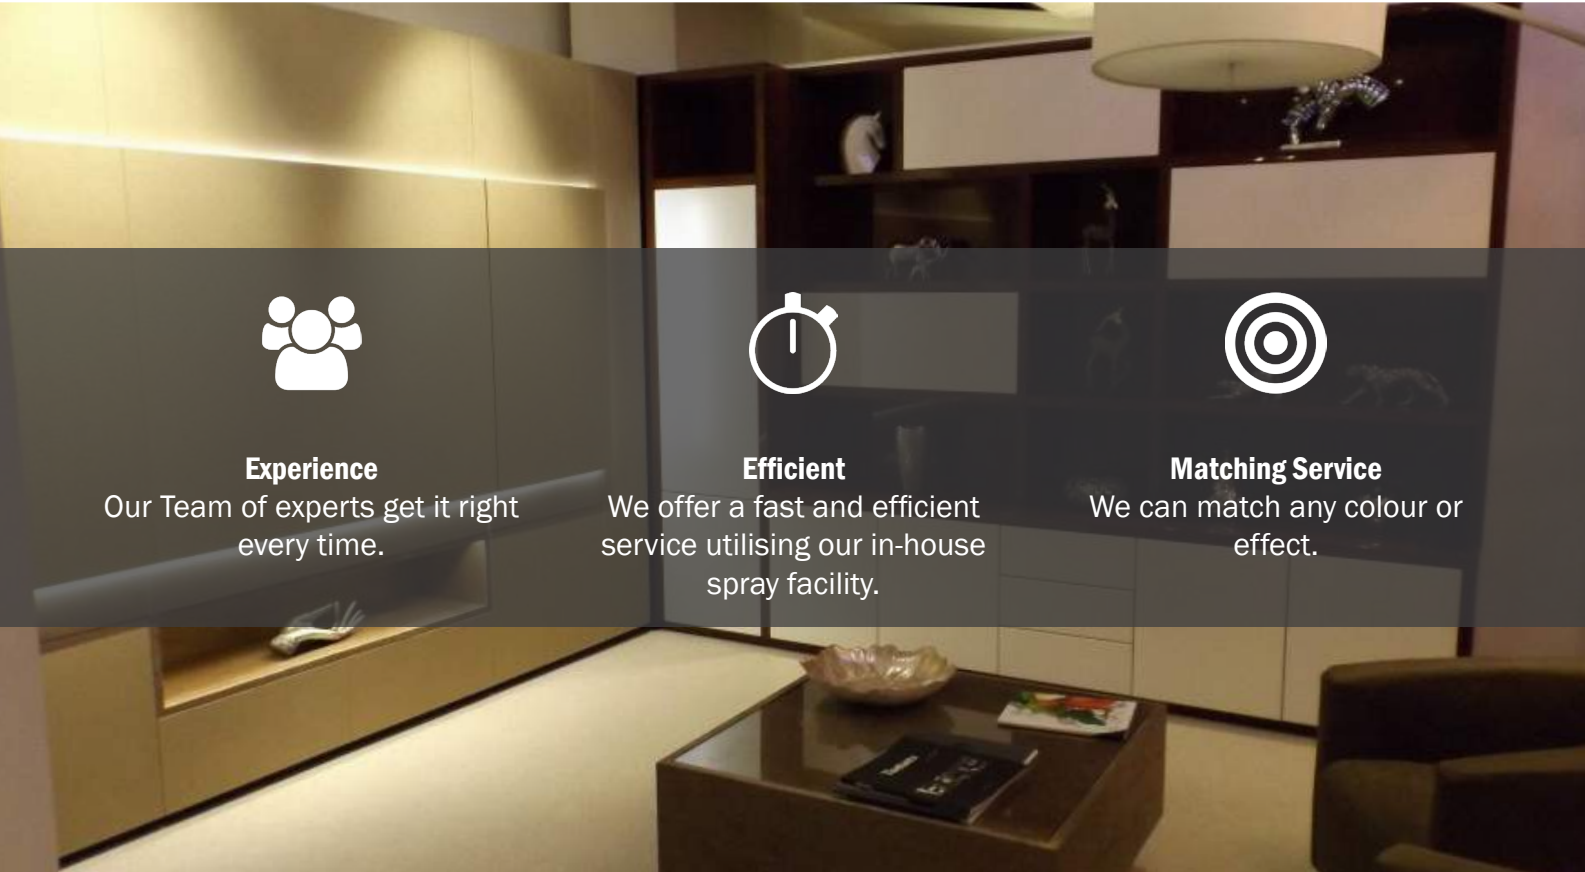 Experience
Our Team of experts get it right
every time.
Efficient
We offer a fast and efficient
service utilising our in-house
spray facility.
Matching Service
We can match any colour or
effect.